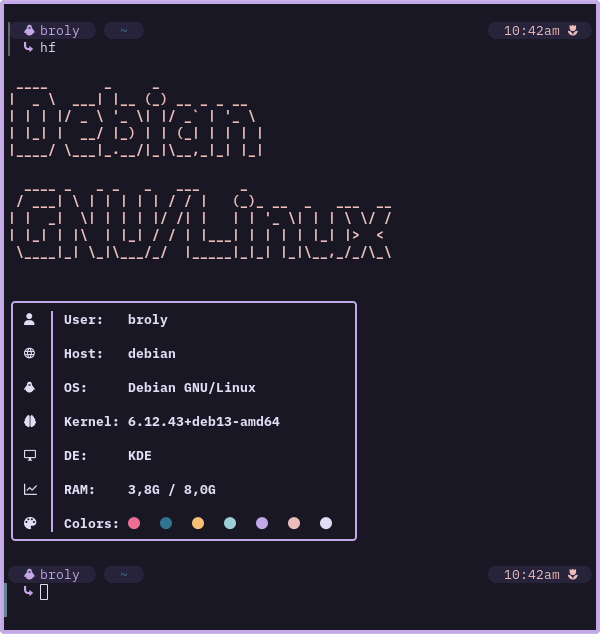 broly ~ 10:42am
hf
Debian
GNU/Linux
User: broly
Host: debian
OS: Debian GNU/Linux
Kernel: 6.12.43+deb13-amd64
DE: KDE
RAM: 3,8G / 8,0G
Colors:
broly ~ 10:42am